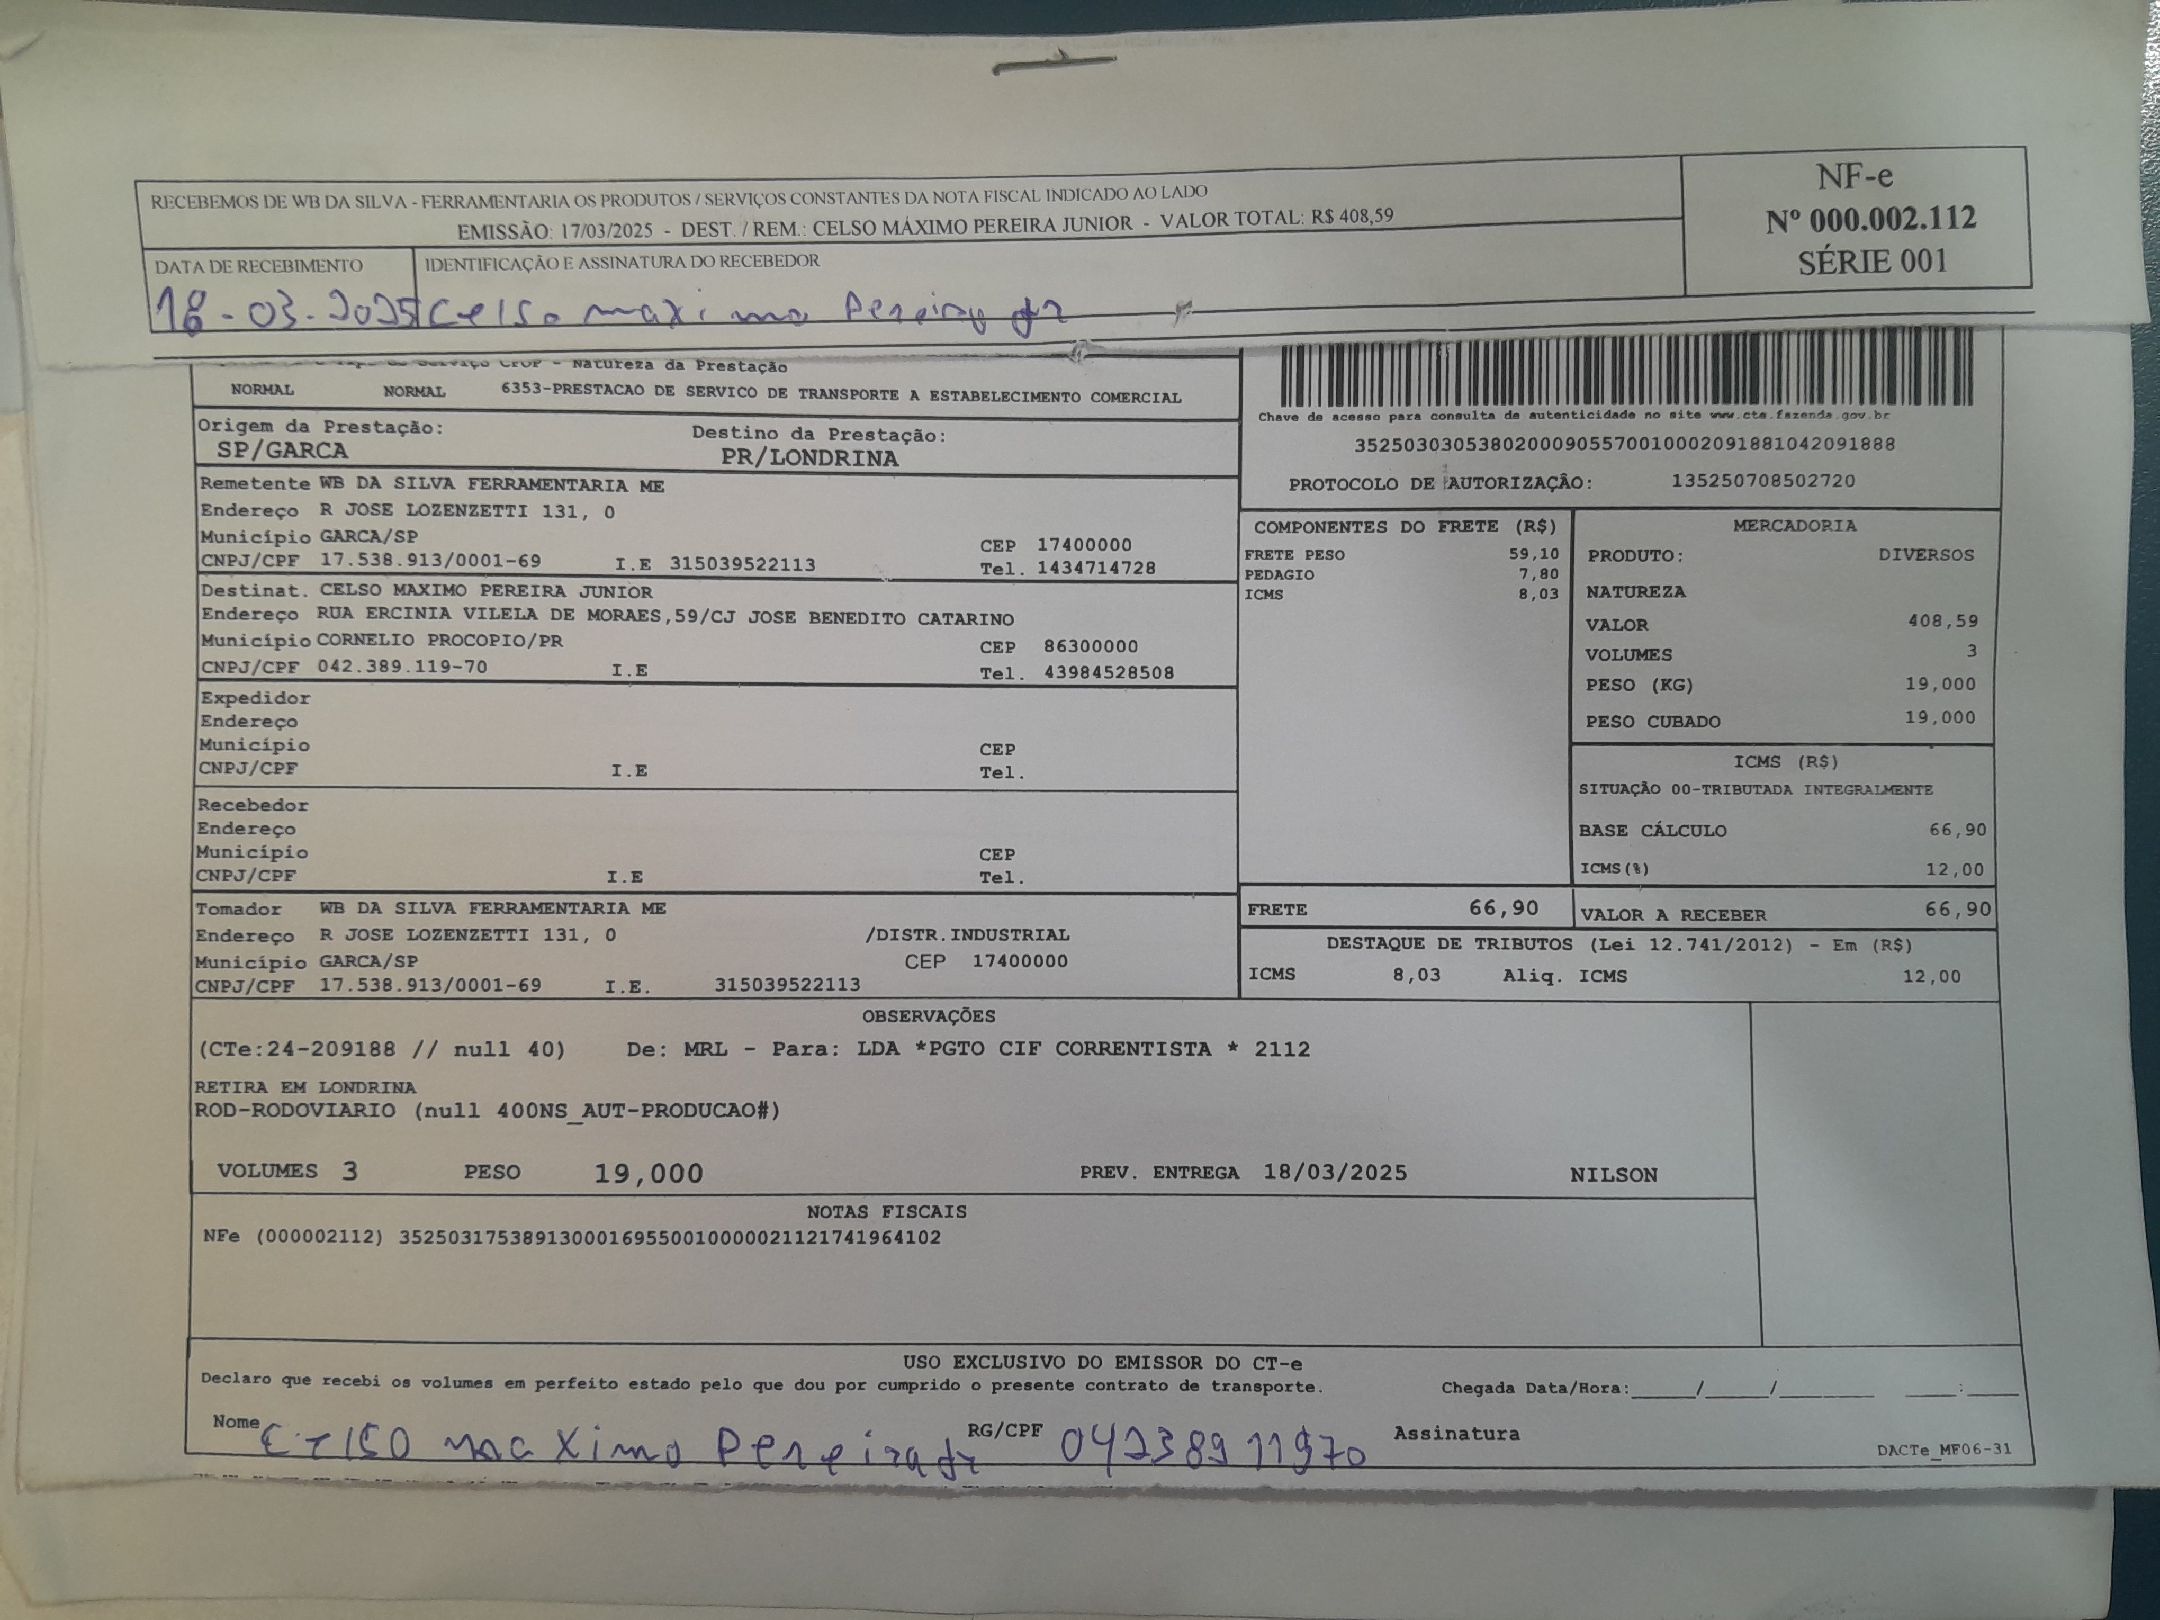 RECEBEMOS DE WB DA SILVA - FERRAMENTARIA OS PRODUTOS / SERVIÇOS CONSTANTES DA NOTA FISCAL INDICADO AO LADO
EMISSÃO: 17/03/2025 - DEST. / REM.: CELSO MÁXIMO PEREIRA JUNIOR - VALOR TOTAL: R$ 408,59
NF-e
Nº 000.002.112
SÉRIE 001
DATA DE RECEBIMENTO
IDENTIFICAÇÃO E ASSINATURA DO RECEBEDOR
18-03-2025 Celso maximo Pereira Jr
CFOP - Natureza da Prestação
NORMAL NORMAL 6353-PRESTACAO DE SERVICO DE TRANSPORTE A ESTABELECIMENTO COMERCIAL
Chave de acesso para consulta de autenticidade no site www.cte.fazenda.gov.br
35250303053802000905570010002091881042091888
PROTOCOLO DE AUTORIZAÇÃO: 135250708502720
Origem da Prestação: Destino da Prestação:
SP/GARCA PR/LONDRINA
Remetente WB DA SILVA FERRAMENTARIA ME
Endereço R JOSE LOZENZETTI 131, 0
Município GARCA/SP CEP 17400000
CNPJ/CPF 17.538.913/0001-69 I.E 315039522113 Tel. 1434714728
Destinat. CELSO MAXIMO PEREIRA JUNIOR
Endereço RUA ERCINIA VILELA DE MORAES,59/CJ JOSE BENEDITO CATARINO
Município CORNELIO PROCOPIO/PR CEP 86300000
CNPJ/CPF 042.389.119-70 I.E Tel. 43984528508
Expedidor
Endereço
Município CEP
CNPJ/CPF I.E Tel.
Recebedor
Endereço
Município CEP
CNPJ/CPF I.E Tel.
Tomador WB DA SILVA FERRAMENTARIA ME
Endereço R JOSE LOZENZETTI 131, 0 /DISTR.INDUSTRIAL
Município GARCA/SP CEP 17400000
CNPJ/CPF 17.538.913/0001-69 I.E. 315039522113
COMPONENTES DO FRETE (R$)
FRETE PESO 59,10
PEDAGIO 7,80
ICMS 8,03
MERCADORIA
PRODUTO: DIVERSOS
NATUREZA
VALOR 408,59
VOLUMES 3
PESO (KG) 19,000
PESO CUBADO 19,000
ICMS (R$)
SITUAÇÃO 00-TRIBUTADA INTEGRALMENTE
BASE CÁLCULO 66,90
ICMS(%) 12,00
FRETE 66,90 VALOR A RECEBER 66,90
DESTAQUE DE TRIBUTOS (Lei 12.741/2012) - Em (R$)
ICMS 8,03 Aliq. ICMS 12,00
OBSERVAÇÕES
(CTe:24-209188 // null 40) De: MRL - Para: LDA *PGTO CIF CORRENTISTA * 2112
RETIRA EM LONDRINA
ROD-RODOVIARIO (null 400NS_AUT-PRODUCAO#)
VOLUMES 3 PESO 19,000 PREV. ENTREGA 18/03/2025 NILSON
NOTAS FISCAIS
NFe (000002112) 35250317538913000169550010000021121741964102
USO EXCLUSIVO DO EMISSOR DO CT-e
Declaro que recebi os volumes em perfeito estado pelo que dou por cumprido o presente contrato de transporte. Chegada Data/Hora:____/____/______ ___:____
Nome Celso maximo Pereira Jr RG/CPF 04238911970 Assinatura
DACTe_MF06-31